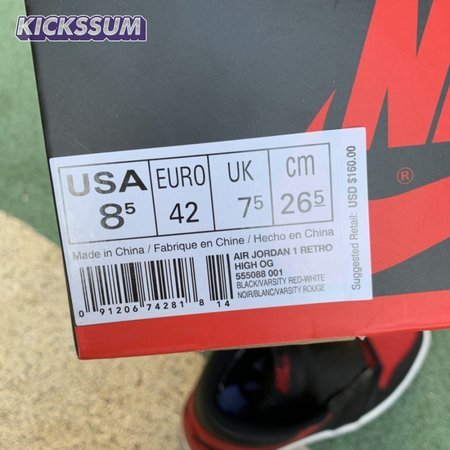 KICKSSUM
USA EURO UK cm
8⁵ 42 7⁵ 26⁵
Suggested Retail: USD $160.00
®
Made in China / Fabrique en Chine / Hecho en China
AIR JORDAN 1 RETRO
HIGH OG
555088 001
BLACK/VARSITY RED-WHITE
NOIR/BLANC/VARSITY ROUGE
0 91206 74281 8 14